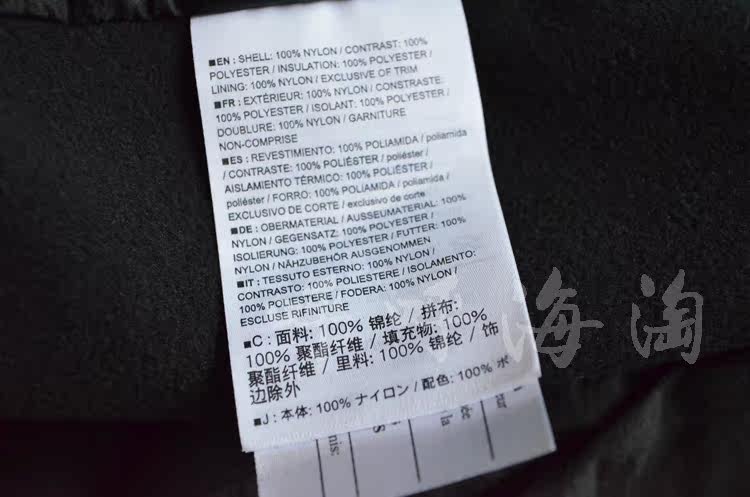 ■EN : SHELL: 100% NYLON / CONTRAST: 100%
POLYESTER / INSULATION: 100% POLYESTER /
LINING: 100% NYLON / EXCLUSIVE OF TRIM
■FR : EXTÉRIEUR: 100% NYLON / CONSTRASTE:
100% POLYESTER / ISOLANT: 100% POLYESTER /
DOUBLURE: 100% NYLON / GARNITURE
NON-COMPRISE
■ES : REVESTIMIENTO: 100% POLIAMIDA / poliamida
/ CONTRASTE: 100% POLIÉSTER / poliéster /
AISLAMIENTO TÉRMICO: 100% POLIÉSTER /
poliéster / FORRO: 100% POLIAMIDA / poliamida /
EXCLUSIVO DE CORTE / exclusivo de corte
■DE : OBERMATERIAL / AUSSEUMATERIAL: 100%
NYLON / GEGENSATZ: 100% POLYESTER /
ISOLIERUNG: 100% POLYESTER / FUTTER: 100%
NYLON / NÄHZUBEHÖR AUSGENOMMEN
■IT : TESSUTO ESTERNO: 100% NYLON /
CONTRASTO: 100% POLIESTERE / ISOLAMENTO:
100% POLIESTERE / FODERA: 100% NYLON /
ESCLUSE RIFINITURE
■C : 面料: 100% 锦纶 / 拼布:
100% 聚酯纤维 / 填充物: 100%
聚酯纤维 / 里料: 100% 锦纶 / 饰
边除外
■J : 本体: 100% ナイロン / 配色: 100% ポ
nis:
la
海淘